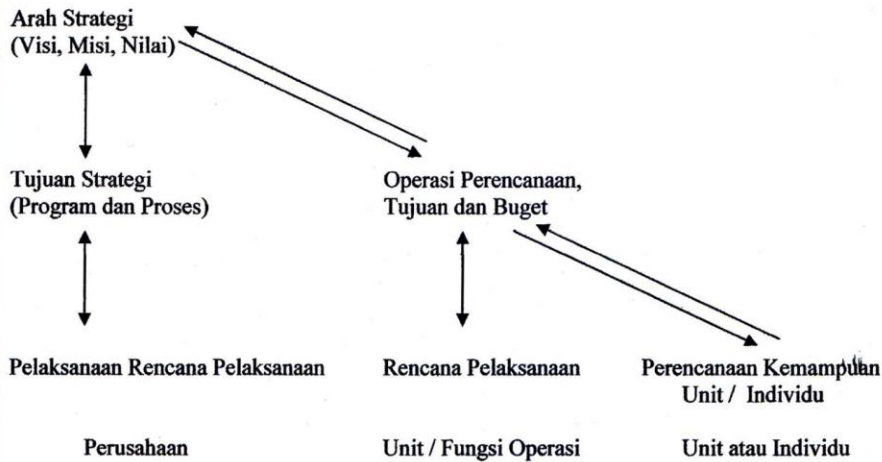 Arah Strategi
(Visi, Misi, Nilai)
Tujuan Strategi
(Program dan Proses)
Operasi Perencanaan,
Tujuan dan Buget
Pelaksanaan Rencana Pelaksanaan
Rencana Pelaksanaan
Perencanaan Kemampuan
Unit / Individu
Perusahaan
Unit / Fungsi Operasi
Unit atau Individu